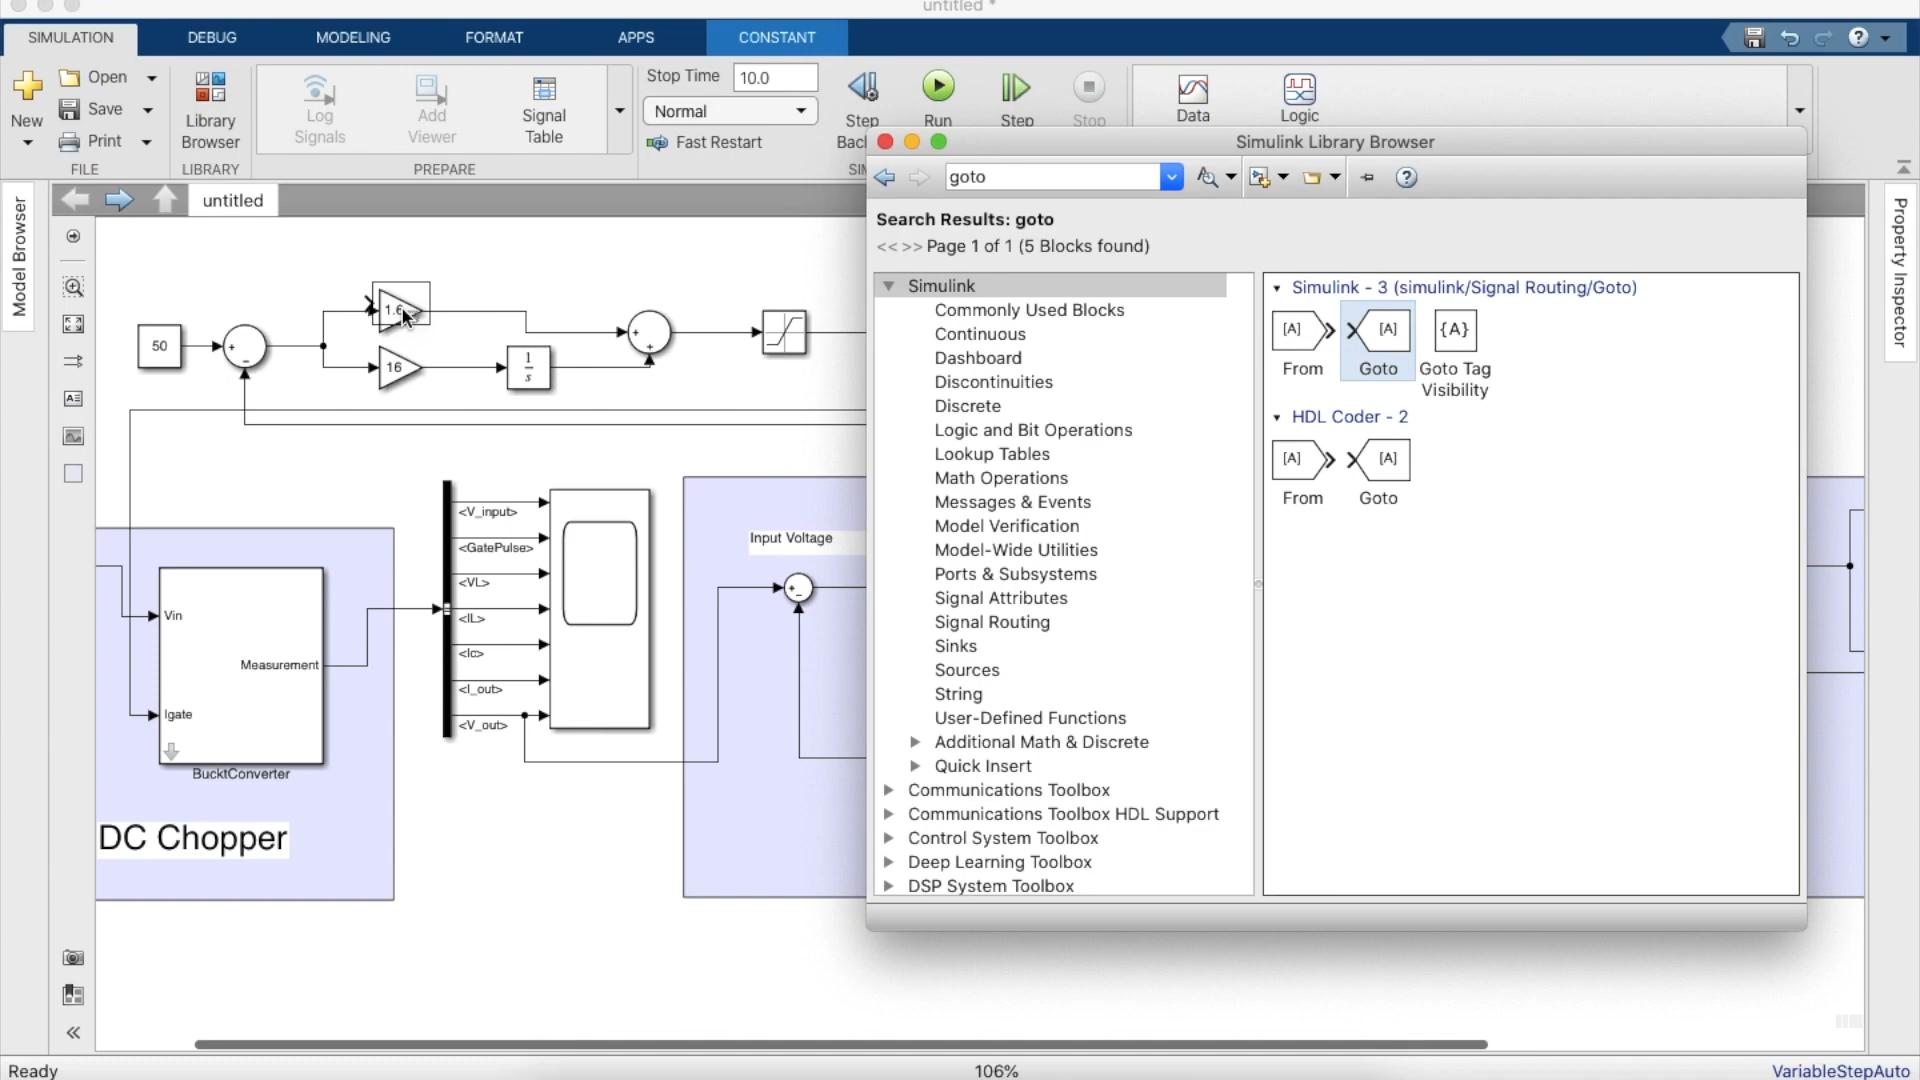 untitled *
SIMULATION
DEBUG
MODELING
FORMAT
APPS
CONSTANT
New
Open
Save
Print
FILE
Library
Browser
LIBRARY
Log
Signals
Add
Viewer
Signal
Table
PREPARE
Stop Time
10.0
Normal
Fast Restart
Step
Run
Step
Stop
Data
Logic
Model Browser
untitled
Property Inspector
50
16
1
s
<V_input>
<GatePulse>
<VL>
<IL>
<Ic>
<I_out>
<V_out>
Vin
Measurement
Igate
BucktConverter
DC Chopper
Input Voltage
Simulink Library Browser
goto
Search Results: goto
<< >> Page 1 of 1 (5 Blocks found)
Simulink
Commonly Used Blocks
Continuous
Dashboard
Discontinuities
Discrete
Logic and Bit Operations
Lookup Tables
Math Operations
Messages & Events
Model Verification
Model-Wide Utilities
Ports & Subsystems
Signal Attributes
Signal Routing
Sinks
Sources
String
User-Defined Functions
Additional Math & Discrete
Quick Insert
Communications Toolbox
Communications Toolbox HDL Support
Control System Toolbox
Deep Learning Toolbox
DSP System Toolbox
Simulink - 3 (simulink/Signal Routing/Goto)
[A]
[A]
{A}
From
Goto
Goto Tag
Visibility
HDL Coder - 2
[A]
[A]
From
Goto
Ready
106%
VariableStepAuto